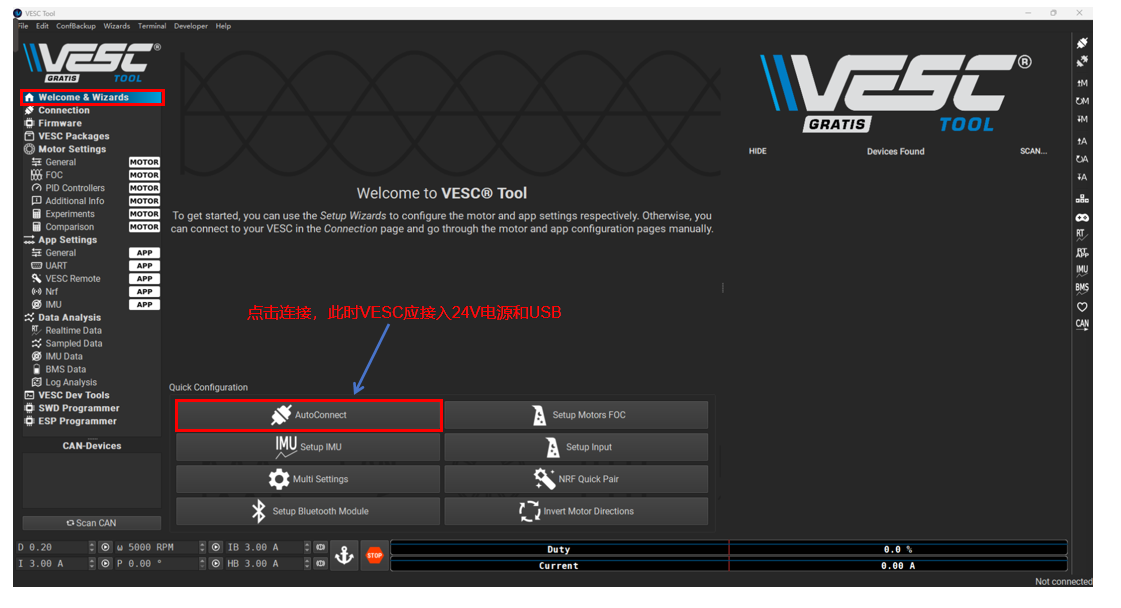 VESC Tool
File Edit ConfBackup Wizards Terminal Developer Help
VESC®
GRATIS TOOL
Welcome & Wizards
Connection
Firmware
VESC Packages
Motor Settings
General MOTOR
FOC MOTOR
PID Controllers MOTOR
Additional Info MOTOR
Experiments MOTOR
Comparison MOTOR
App Settings
General APP
UART APP
VESC Remote APP
Nrf APP
IMU APP
Data Analysis
RT Realtime Data
Sampled Data
IMU Data
BMS Data
Log Analysis
VESC Dev Tools
SWD Programmer
ESP Programmer
CAN-Devices
Scan CAN
Welcome to VESC® Tool
To get started, you can use the Setup Wizards to configure the motor and app settings respectively. Otherwise, you
can connect to your VESC in the Connection page and go through the motor and app configuration pages manually.
点击连接，此时VESC应接入24V电源和USB
Quick Configuration
AutoConnect
Setup Motors FOC
IMU Setup IMU
Setup Input
Multi Settings
NRF Quick Pair
Setup Bluetooth Module
Invert Motor Directions
VESC®
GRATIS TOOL
HIDE Devices Found SCAN...
↑M
↻M
↓M
↑A
↻A
↓A
RT
RT APP
IMU
BMS
CAN
D 0.20 ω 5000 RPM IB 3.00 A
I 3.00 A P 0.00 ° HB 3.00 A
STOP
Duty 0.0 %
Current 0.00 A
Not connected